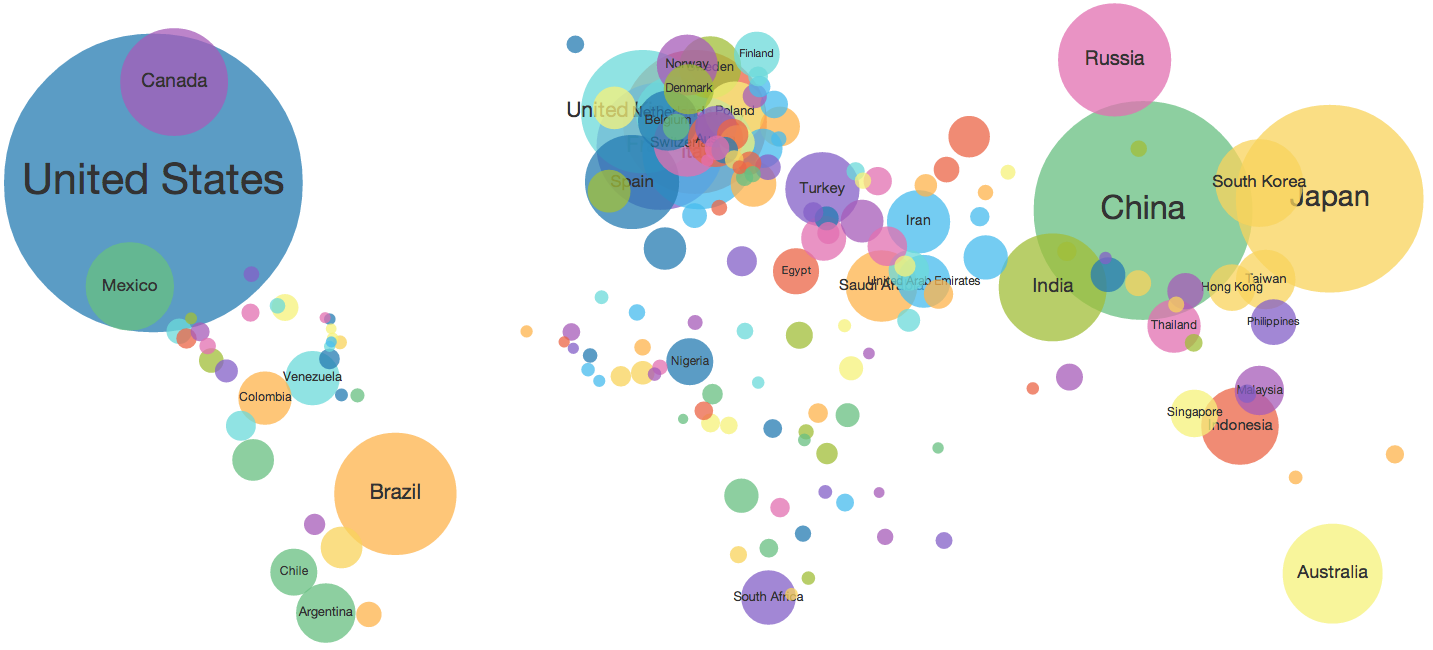 Canada
United States
Mexico
Venezuela
Colombia
Brazil
Chile
Argentina
Finland
Norway
Denmark
Poland
Belgium
Spain
Turkey
Iran
Egypt
United Arab Emirates
Nigeria
South Africa
Russia
China
South Korea
Japan
India
Taiwan
Hong Kong
Thailand
Philippines
Malaysia
Singapore
Indonesia
Australia